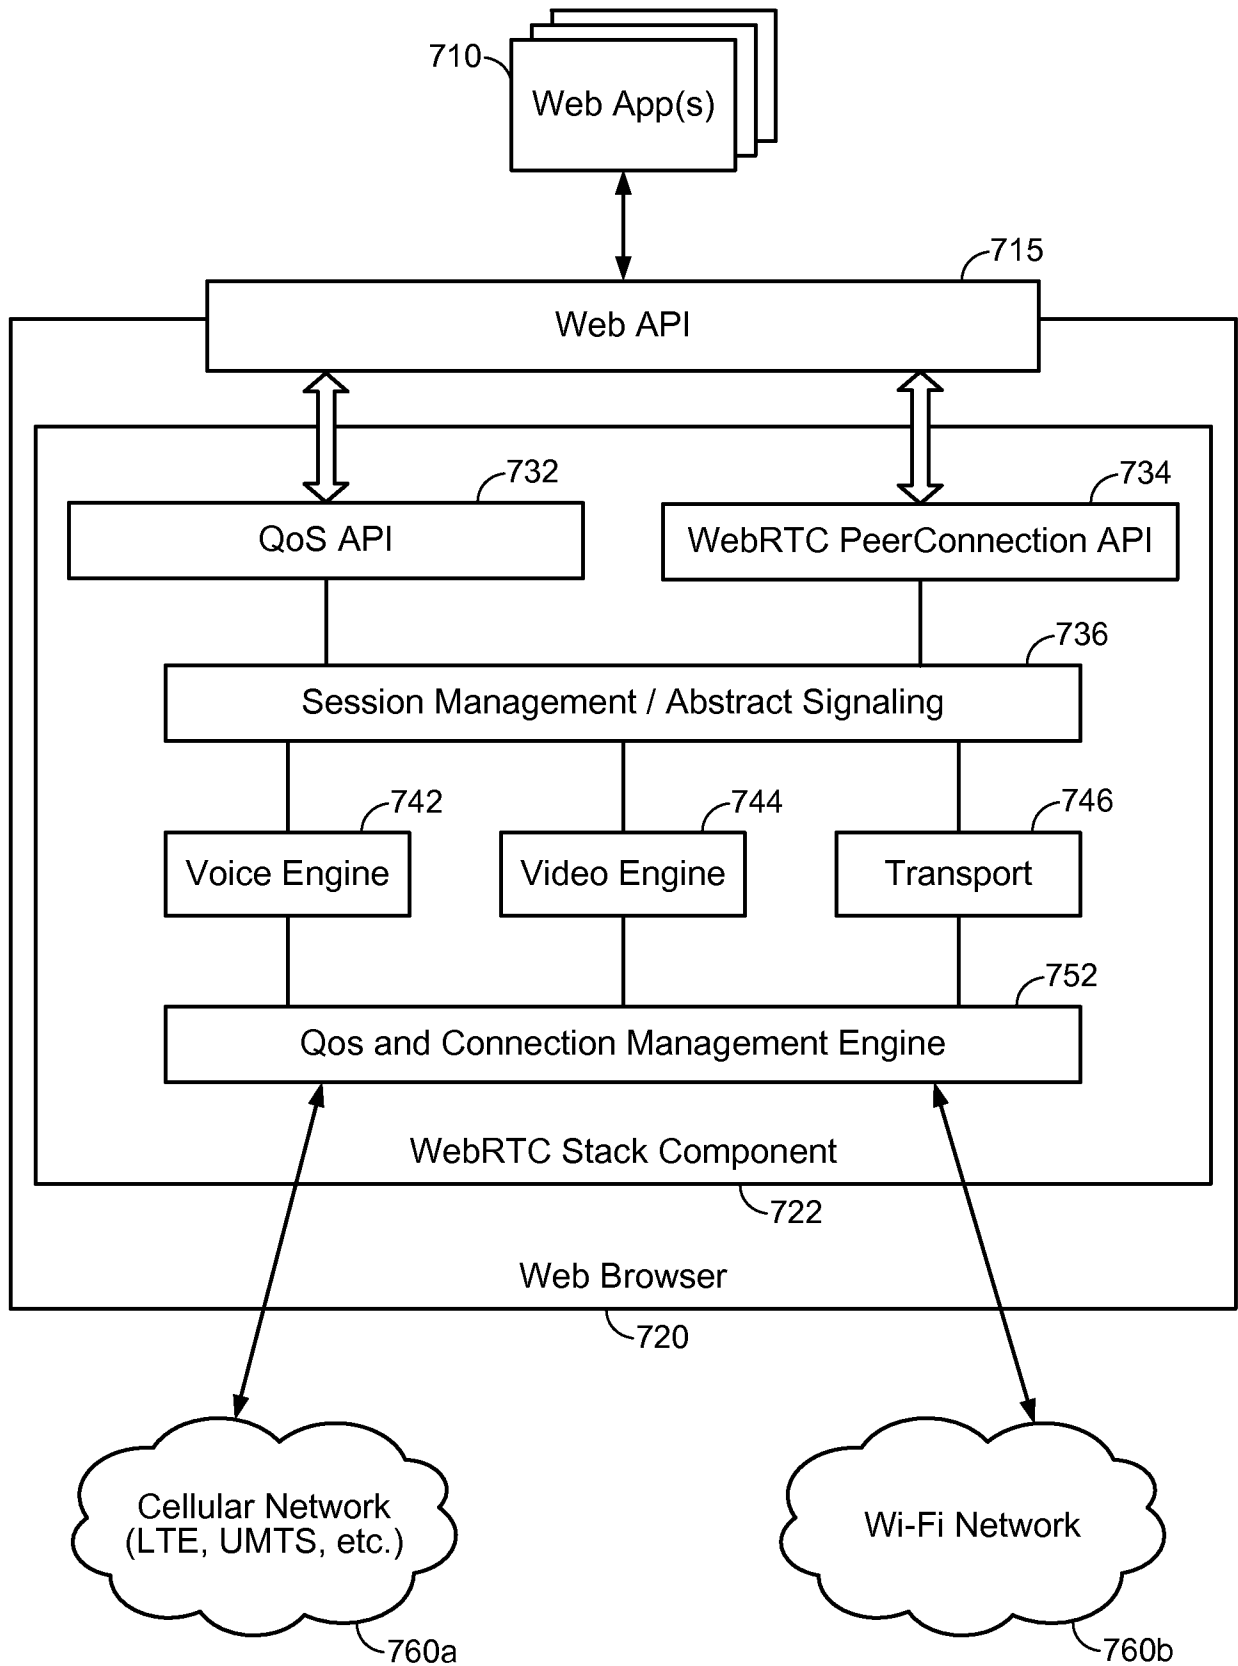 710
Web App(s)
715
Web API
732
734
QoS API
WebRTC PeerConnection API
736
Session Management / Abstract Signaling
742
744
746
Voice Engine
Video Engine
Transport
752
Qos and Connection Management Engine
WebRTC Stack Component
722
Web Browser
720
Cellular Network
(LTE, UMTS, etc.)
Wi-Fi Network
760a
760b